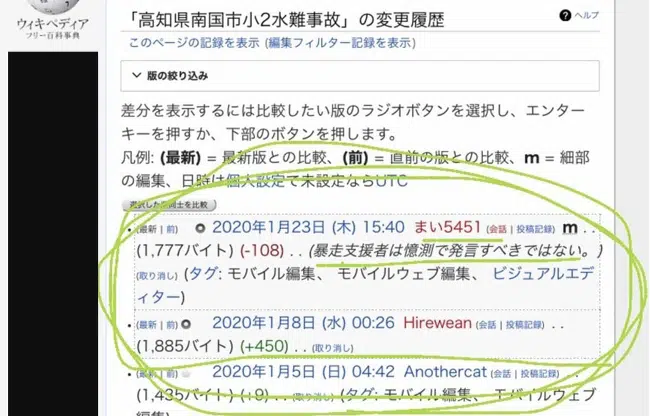 ウィキペディア
フリー百科事典
「高知県南国市小2水難事故」の変更履歴
? ヘルプ
このページの記録を表示 (編集フィルター記録を表示)
版の絞り込み
差分を表示するには比較したい版のラジオボタンを選択し、エンター
キーを押すか、下部のボタンを押します。
凡例: (最新) = 最新版との比較、(前) = 直前の版との比較、m = 細部
の編集、日時は個人設定で未設定ならUTC
選択した版同士を比較
(最新 | 前) 2020年1月23日 (木) 15:40 まい5451 (会話 | 投稿記録) m . .
(1,777バイト) (-108) . . (暴走支援者は憶測で発言すべきではない。)
(取り消し) (タグ: モバイル編集、 モバイルウェブ編集、 ビジュアルエデ
ィター)
(最新 | 前) 2020年1月8日 (水) 00:26 Hirewean (会話 | 投稿記録) . .
(1,885バイト) (+450) . . (取り消し)
(最新 | 前) 2020年1月5日 (日) 04:42 Anothercat (会話 | 投稿記録) . .
(1,435バイト) (+9) . . (取り消し) (タグ: モバイル編集、 モバイルウェブ
編集)